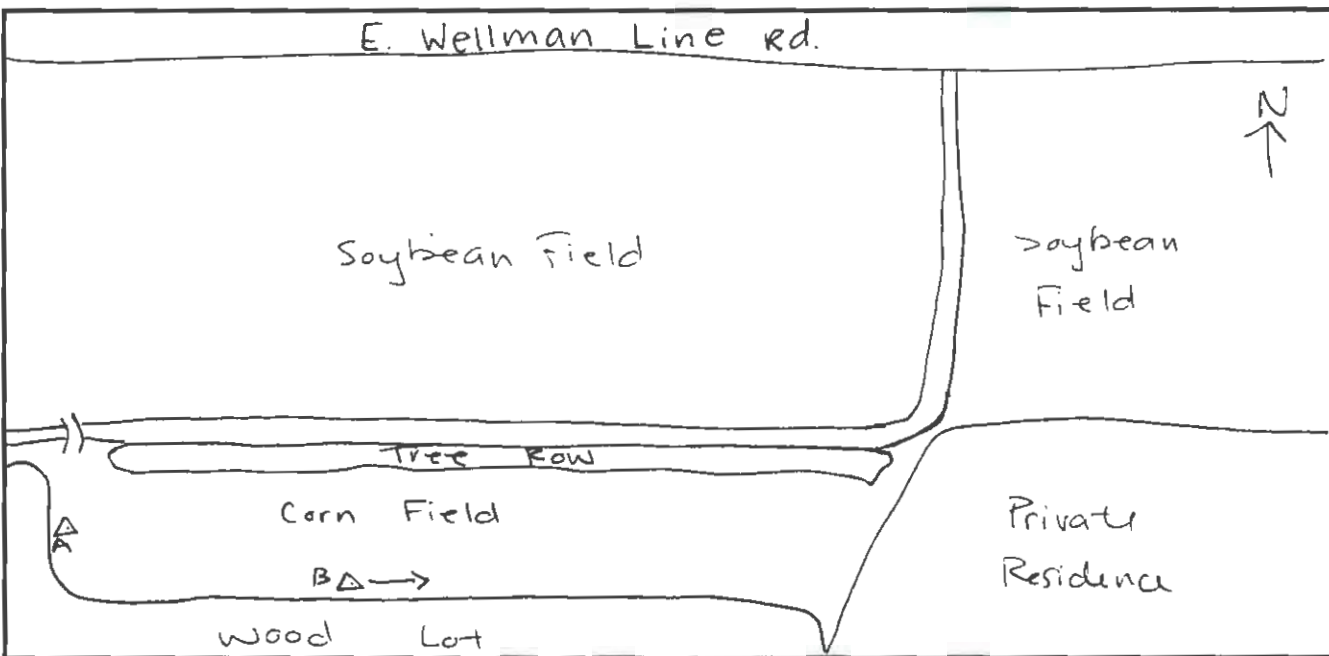 E. Wellman Line Rd.
N
Soybean Field
Soybean
Field
Tree Row
Corn Field
A
B
Private
Residence
Wood Lot